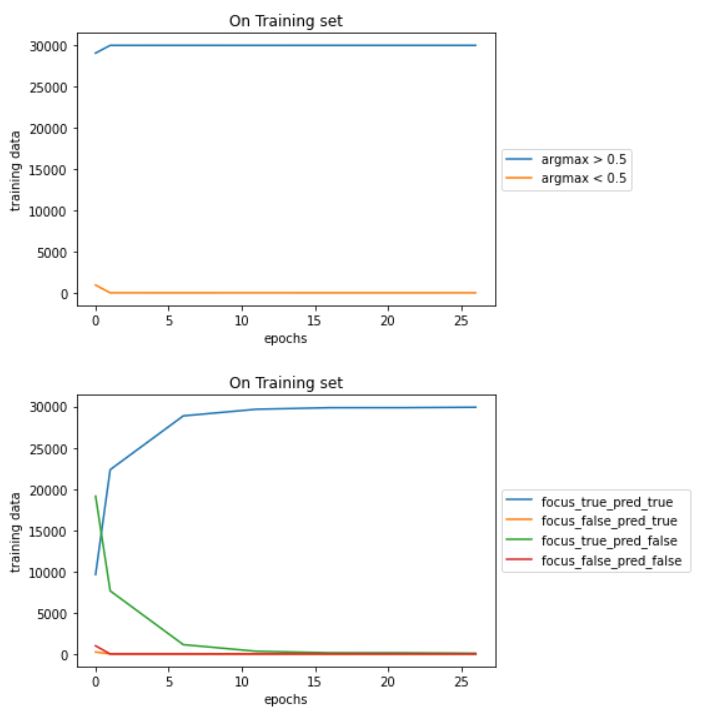 On Training set
30000
25000
20000
15000
10000
5000
0
training data
0 5 10 15 20 25
epochs
argmax > 0.5
argmax < 0.5
On Training set
30000
25000
20000
15000
10000
5000
0
training data
0 5 10 15 20 25
epochs
focus_true_pred_true
focus_false_pred_true
focus_true_pred_false
focus_false_pred_false